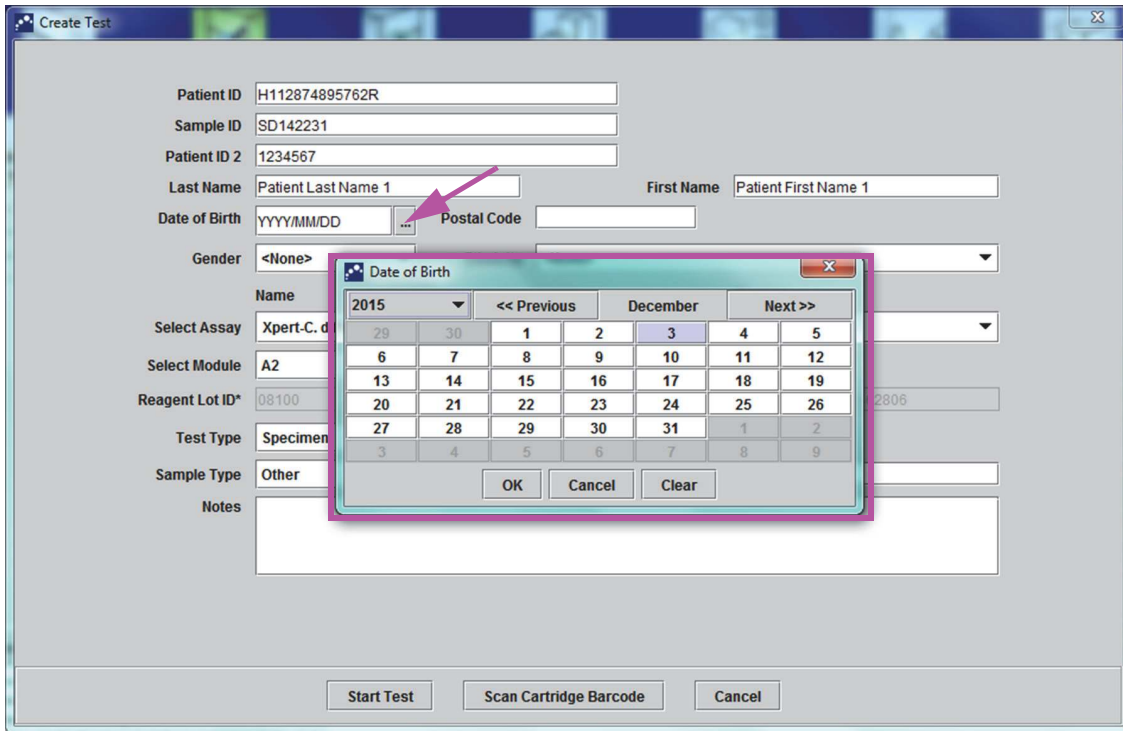 Create Test
Patient ID H112874895762R
Sample ID SD142231
Patient ID 2 1234567
Last Name Patient Last Name 1 First Name Patient First Name 1
Date of Birth YYYY/MM/DD ... Postal Code
Gender <None>
Name
Select Assay Xpert-C. d
Select Module A2
Reagent Lot ID* 08100 2806
Test Type Specimen
Sample Type Other
Notes
Date of Birth
2015 << Previous December Next >>
29 30 1 2 3 4 5
6 7 8 9 10 11 12
13 14 15 16 17 18 19
20 21 22 23 24 25 26
27 28 29 30 31 1 2
3 4 5 6 7 8 9
OK Cancel Clear
Start Test Scan Cartridge Barcode Cancel